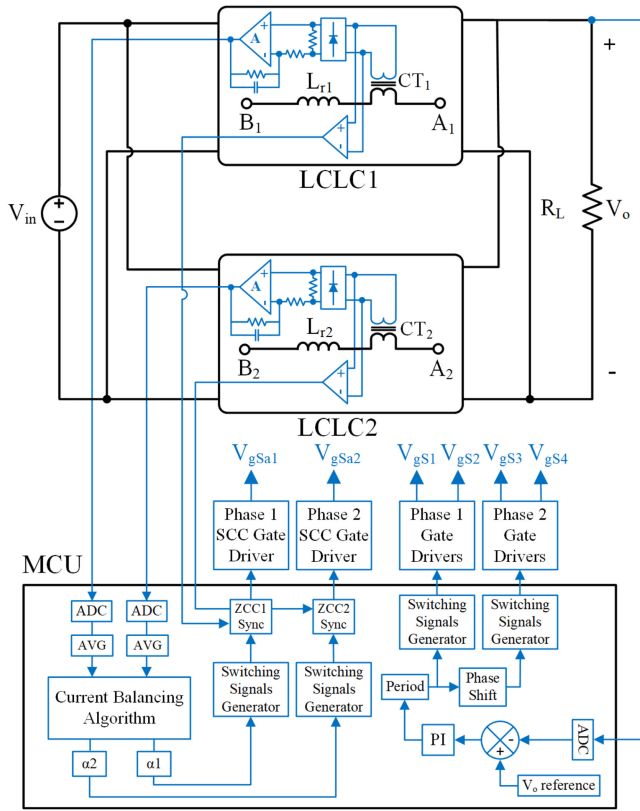 A
CT₁
Lr1
B₁
A₁
LCLC1
Vin
+
-
RL
Vo
+
-
A
CT₂
Lr2
B₂
A₂
LCLC2
VgSa1
VgSa2
VgS1
VgS2
VgS3
VgS4
Phase 1
SCC Gate
Driver
Phase 2
SCC Gate
Driver
Phase 1
Gate
Drivers
Phase 2
Gate
Drivers
MCU
ADC
ADC
AVG
AVG
Current Balancing
Algorithm
α2
α1
ZCC1
Sync
ZCC2
Sync
Switching
Signals
Generator
Switching
Signals
Generator
Switching
Signals
Generator
Switching
Signals
Generator
Period
Phase
Shift
PI
-
+
ADC
Vo reference